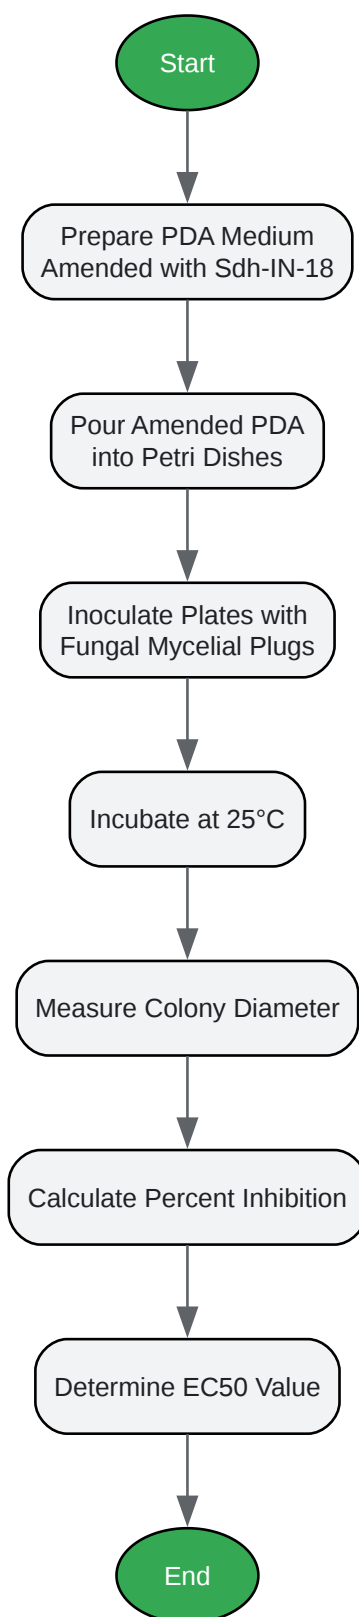 Start
Prepare PDA Medium
Amended with Sdh-IN-18
Pour Amended PDA
into Petri Dishes
Inoculate Plates with
Fungal Mycelial Plugs
Incubate at 25°C
Measure Colony Diameter
Calculate Percent Inhibition
Determine EC50 Value
End